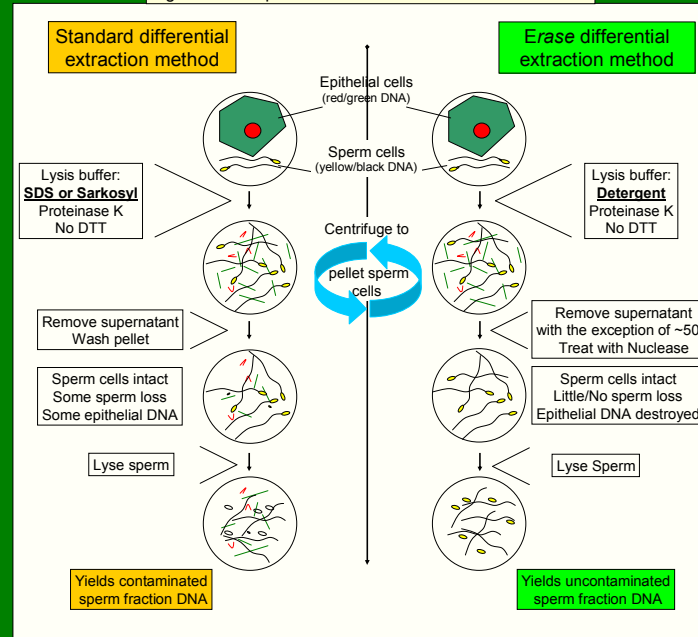 Standard differential
extraction method
Erase differential
extraction method
Epithelial cells
(red/green DNA)
Sperm cells
(yellow/black DNA)
Lysis buffer:
SDS or Sarkosyl
Proteinase K
No DTT
Lysis buffer:
Detergent
Proteinase K
No DTT
Centrifuge to
pellet sperm
cells
Remove supernatant
Wash pellet
Remove supernatant
with the exception of ~50
Treat with Nuclease
Sperm cells intact
Some sperm loss
Some epithelial DNA
Sperm cells intact
Little/No sperm loss
Epithelial DNA destroyed
Lyse sperm
Lyse Sperm
Yields contaminated
sperm fraction DNA
Yields uncontaminated
sperm fraction DNA